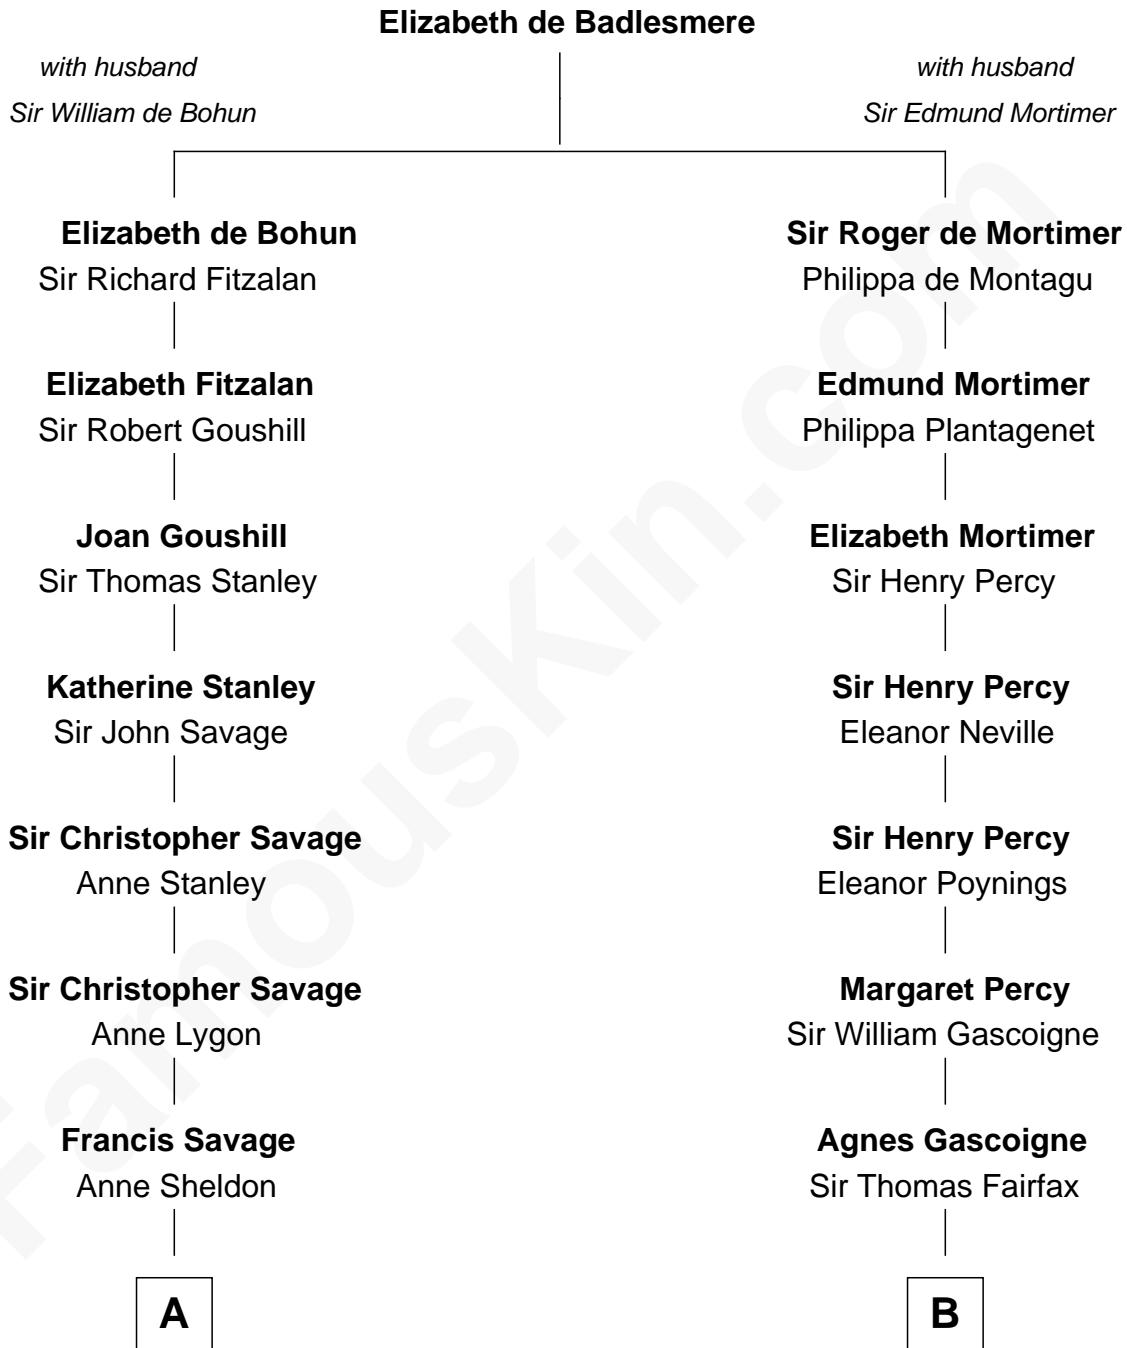 Elizabeth de Badlesmere
with husband
Sir William de Bohun
with husband
Sir Edmund Mortimer
Elizabeth de Bohun
Sir Richard Fitzalan
Sir Roger de Mortimer
Philippa de Montagu
Elizabeth Fitzalan
Sir Robert Goushill
Edmund Mortimer
Philippa Plantagenet
Joan Goushill
Sir Thomas Stanley
Elizabeth Mortimer
Sir Henry Percy
Katherine Stanley
Sir John Savage
Sir Henry Percy
Eleanor Neville
Sir Christopher Savage
Anne Stanley
Sir Henry Percy
Eleanor Poynings
Sir Christopher Savage
Anne Lygon
Margaret Percy
Sir William Gascoigne
Francis Savage
Anne Sheldon
Agnes Gascoigne
Sir Thomas Fairfax
A
B
FamousKin.com